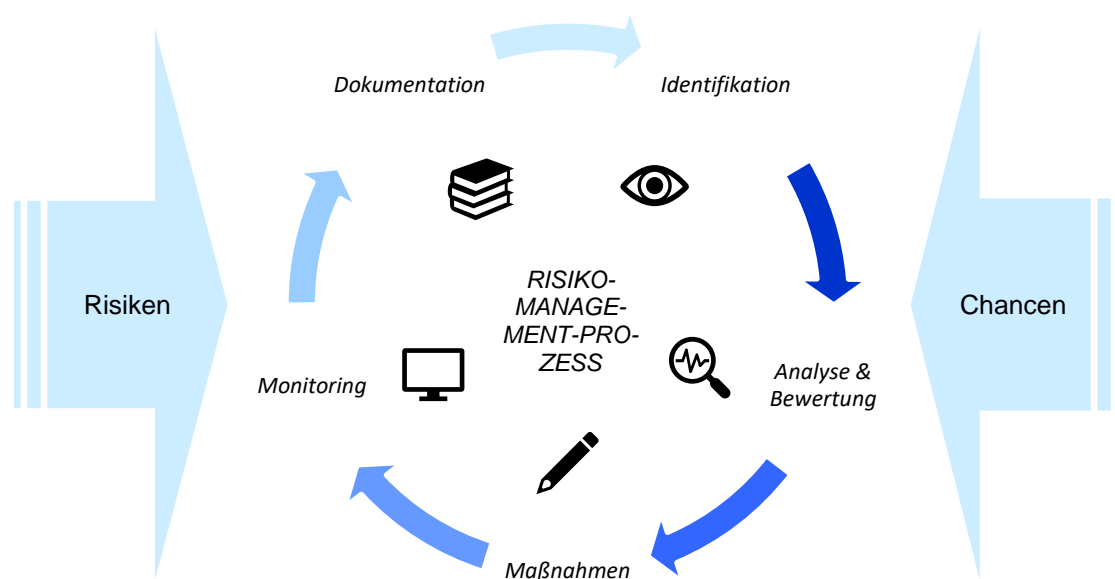 Dokumentation
Identifikation
Risiken
RISIKO-
MANAGE-
MENT-PRO-
ZESS
Chancen
Monitoring
Analyse &
Bewertung
Maßnahmen